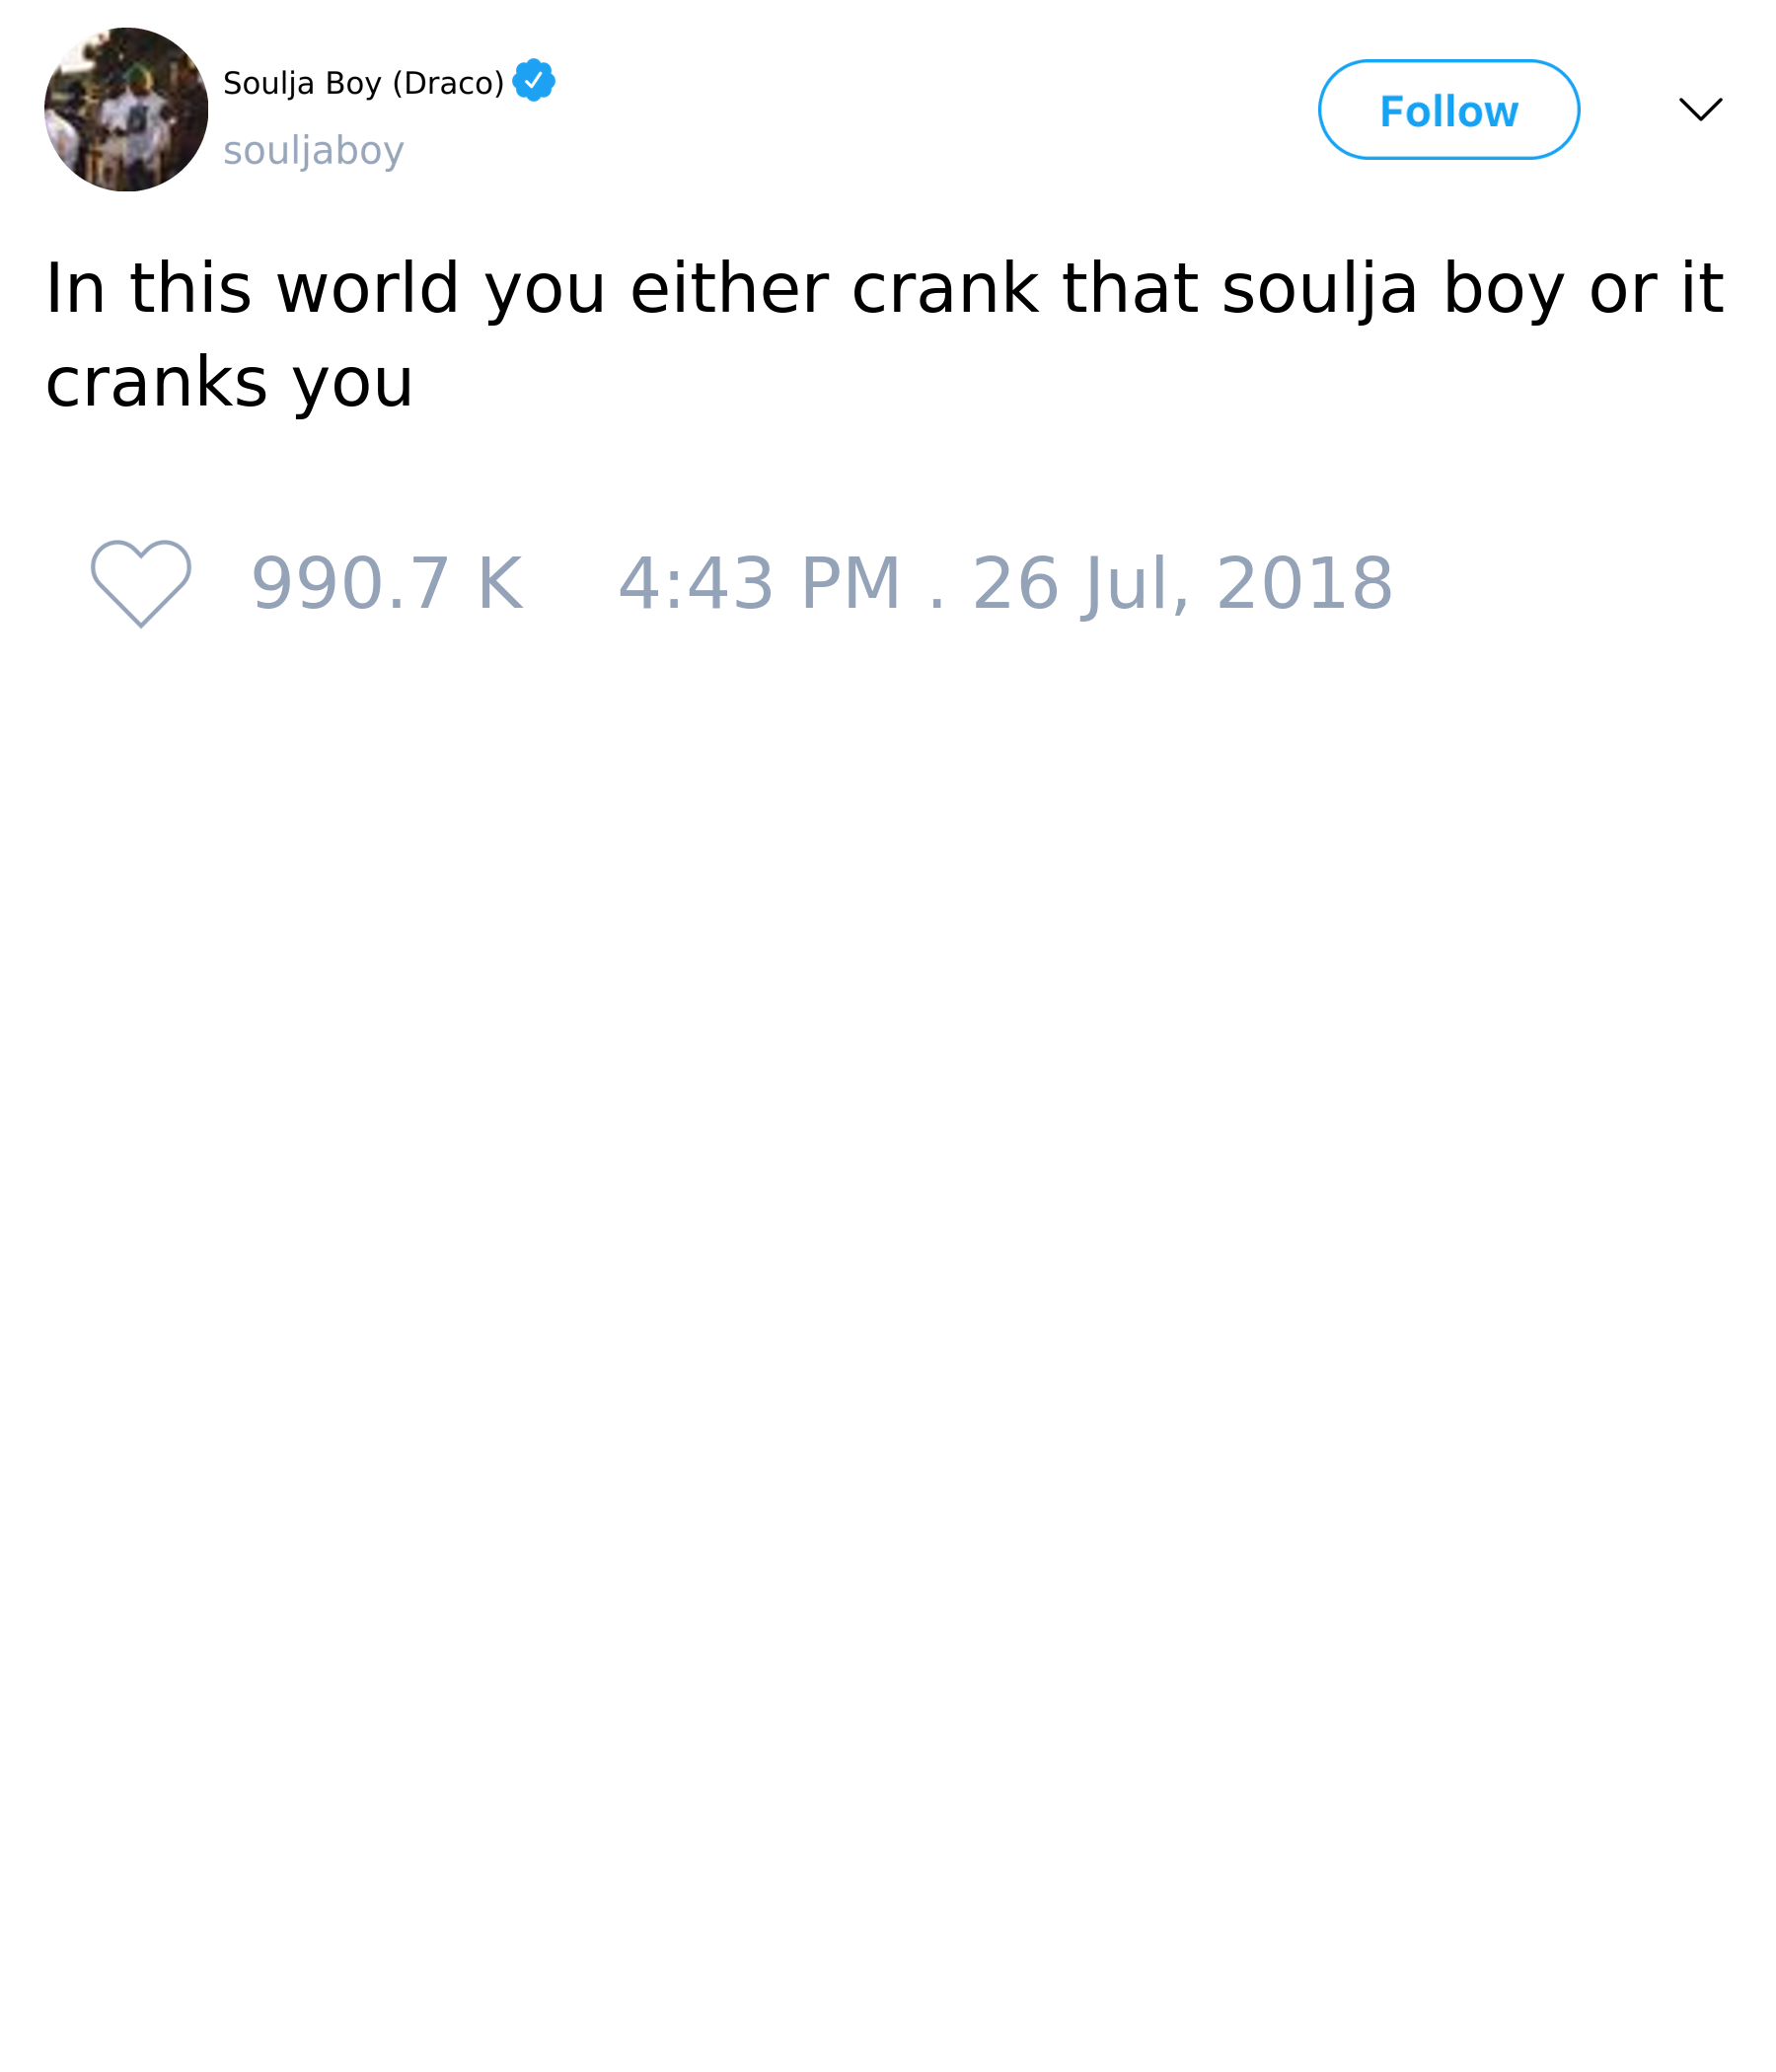 Soulja Boy (Draco)
souljaboy
Follow
In this world you either crank that soulja boy or it
cranks you
990.7 K 4:43 PM . 26 Jul, 2018